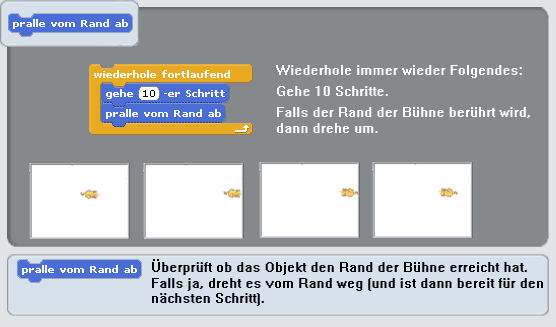 pralle vom Rand ab
wiederhole fortlaufend
gehe 10 -er Schritt
pralle vom Rand ab
Wiederhole immer wieder Folgendes:
Gehe 10 Schritte.
Falls der Rand der Bühne berührt wird,
dann drehe um.
pralle vom Rand ab
Überprüft ob das Objekt den Rand der Bühne erreicht hat.
Falls ja, dreht es vom Rand weg (und ist dann bereit für den
nächsten Schritt).